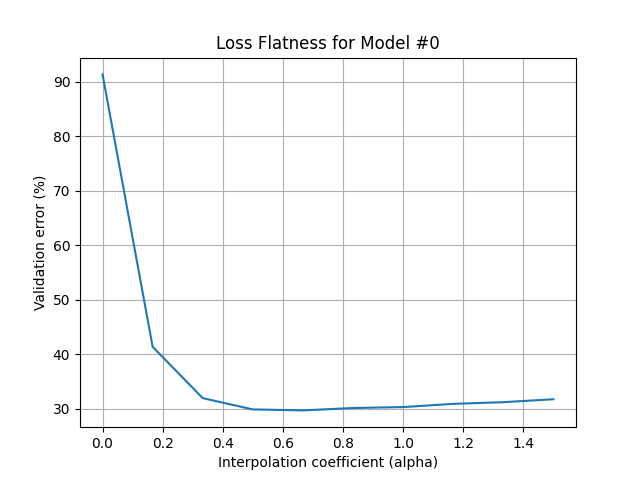 Loss Flatness for Model #0
Validation error (%)
90
80
70
60
50
40
30
0.0 0.2 0.4 0.6 0.8 1.0 1.2 1.4
Interpolation coefficient (alpha)